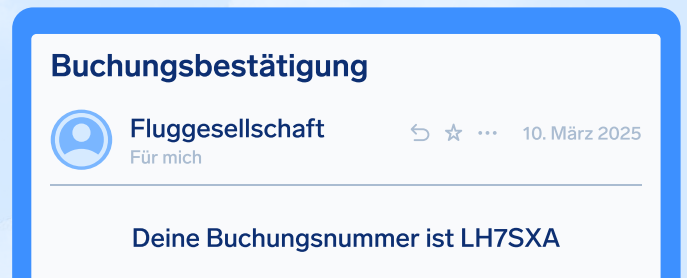 Buchungsbestätigung
Fluggesellschaft
10. März 2025
Für mich
Deine Buchungsnummer ist LH7SXA